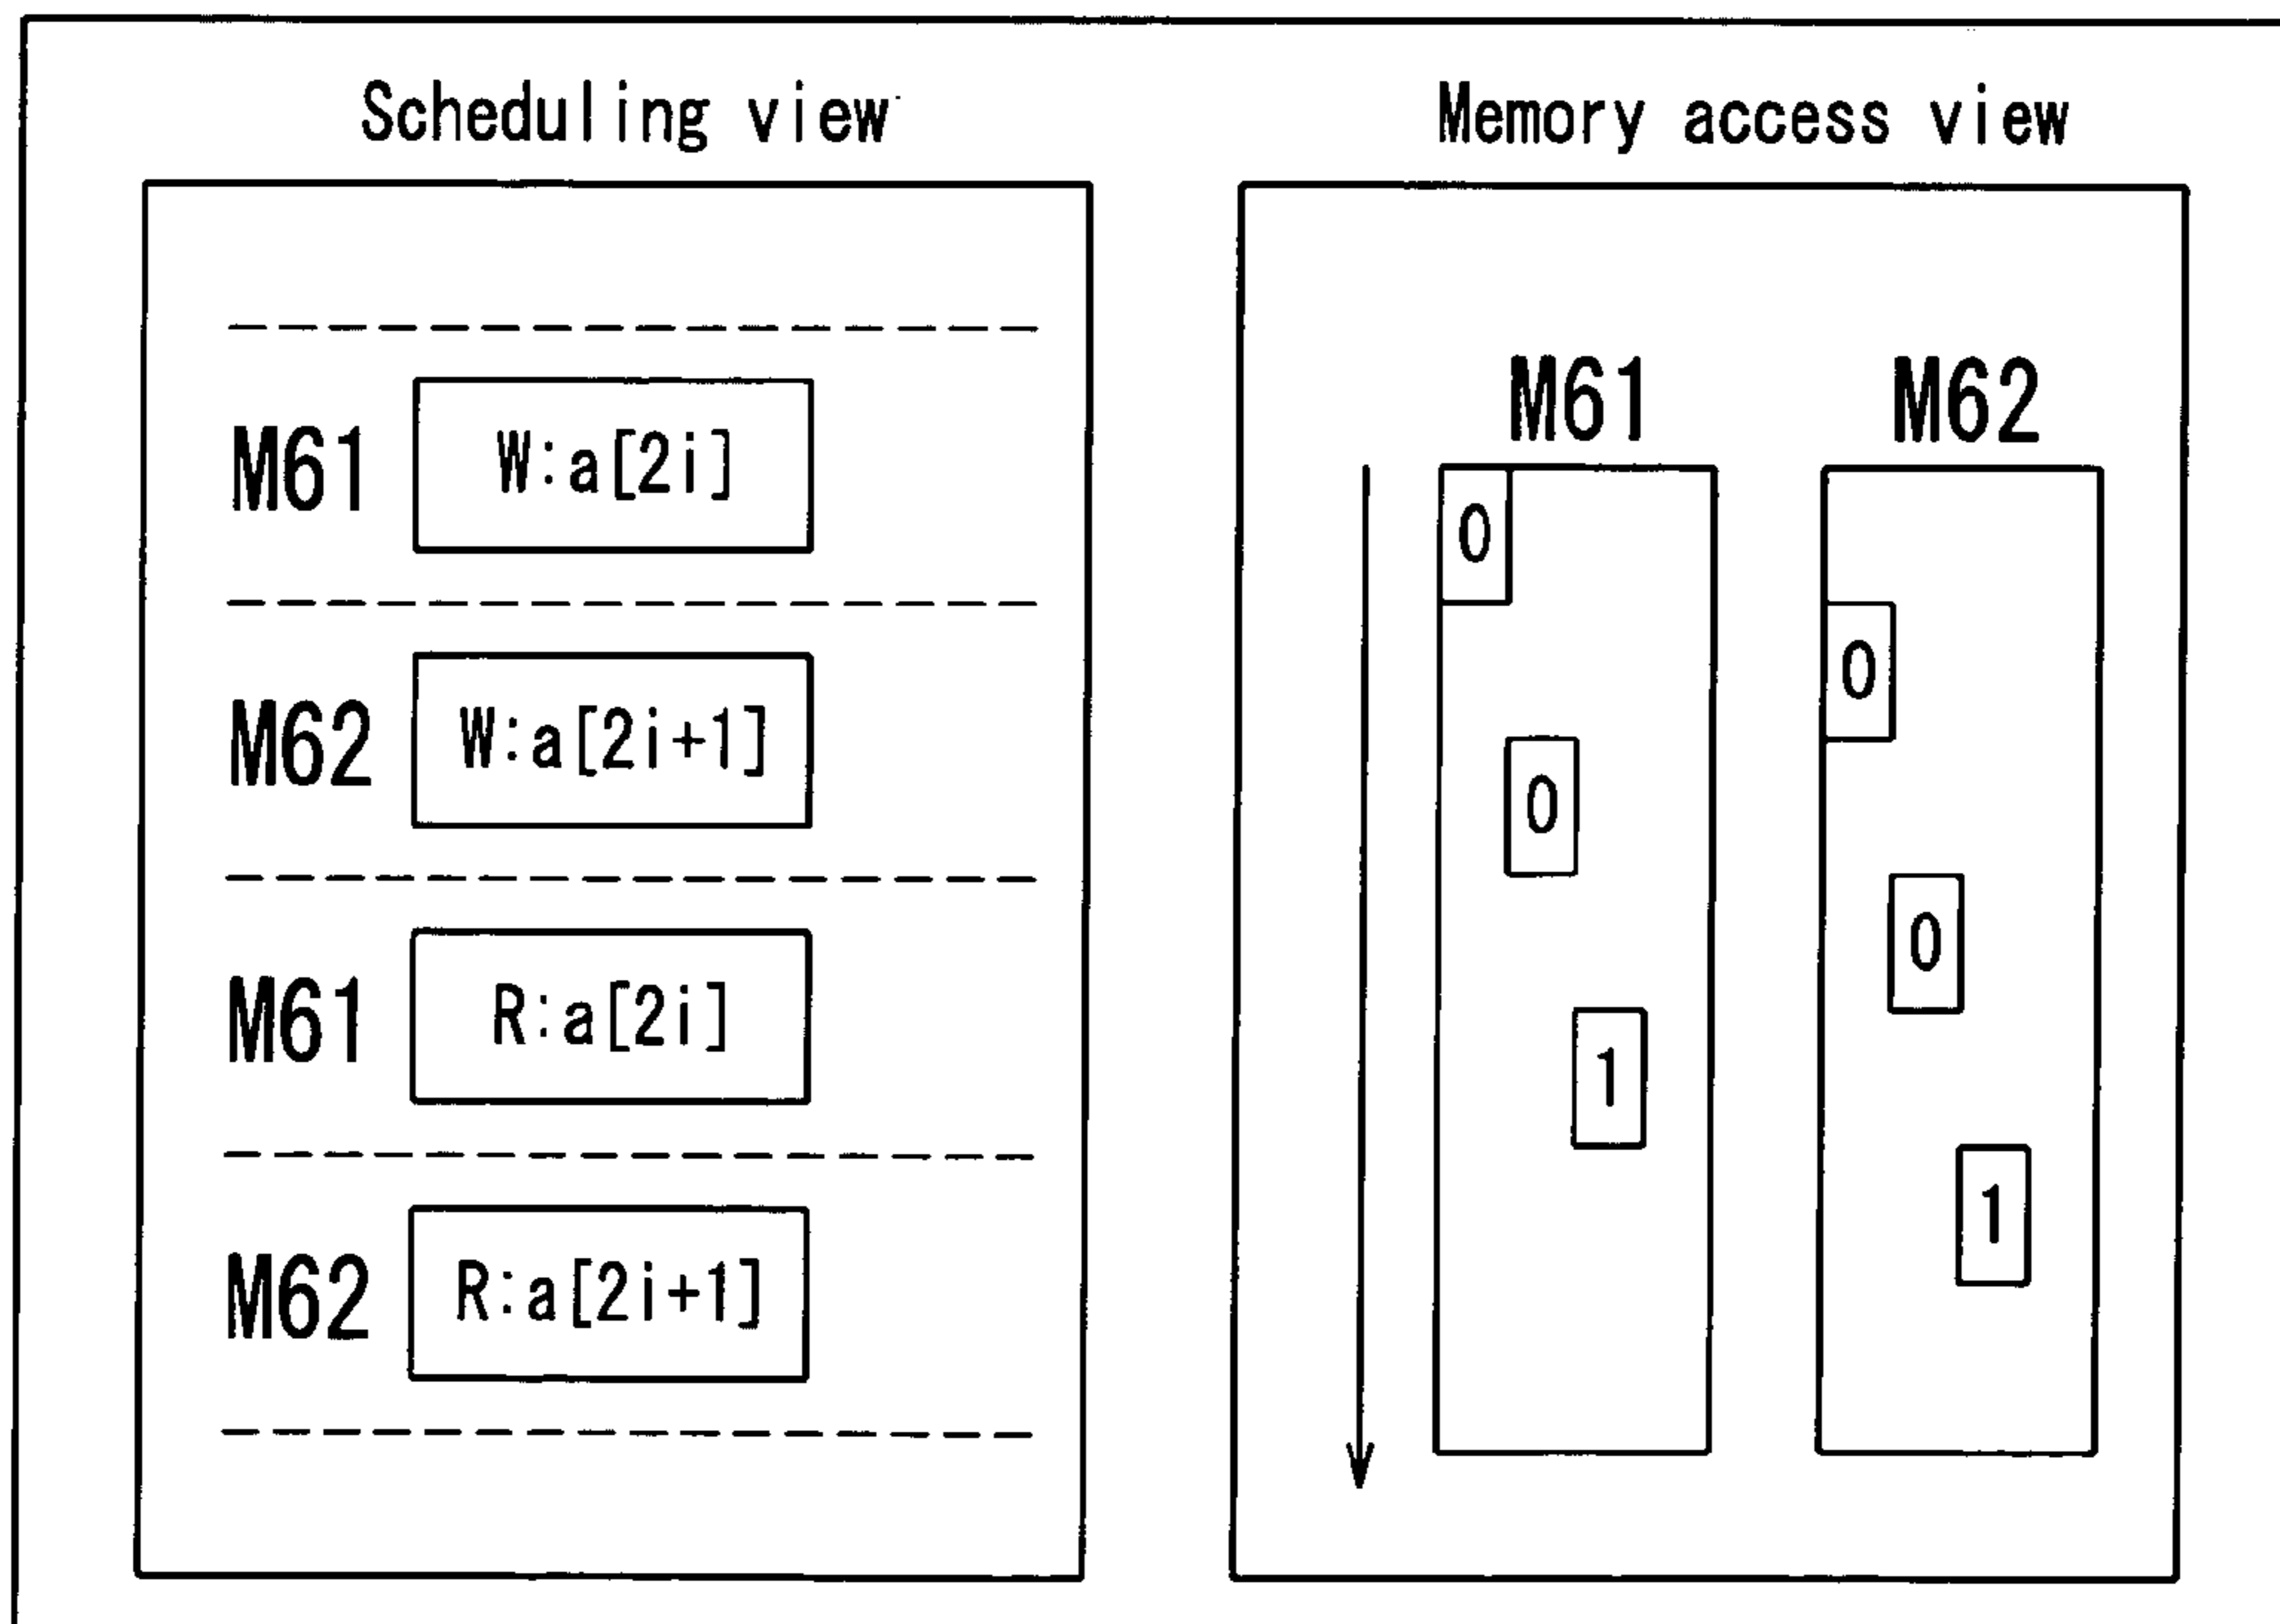 Scheduling view
M61 W:a[2i]
M62 W:a[2i+1]
M61 R:a[2i]
M62 R:a[2i+1]
Memory access view
M61 M62
0
0
0
0
1
1